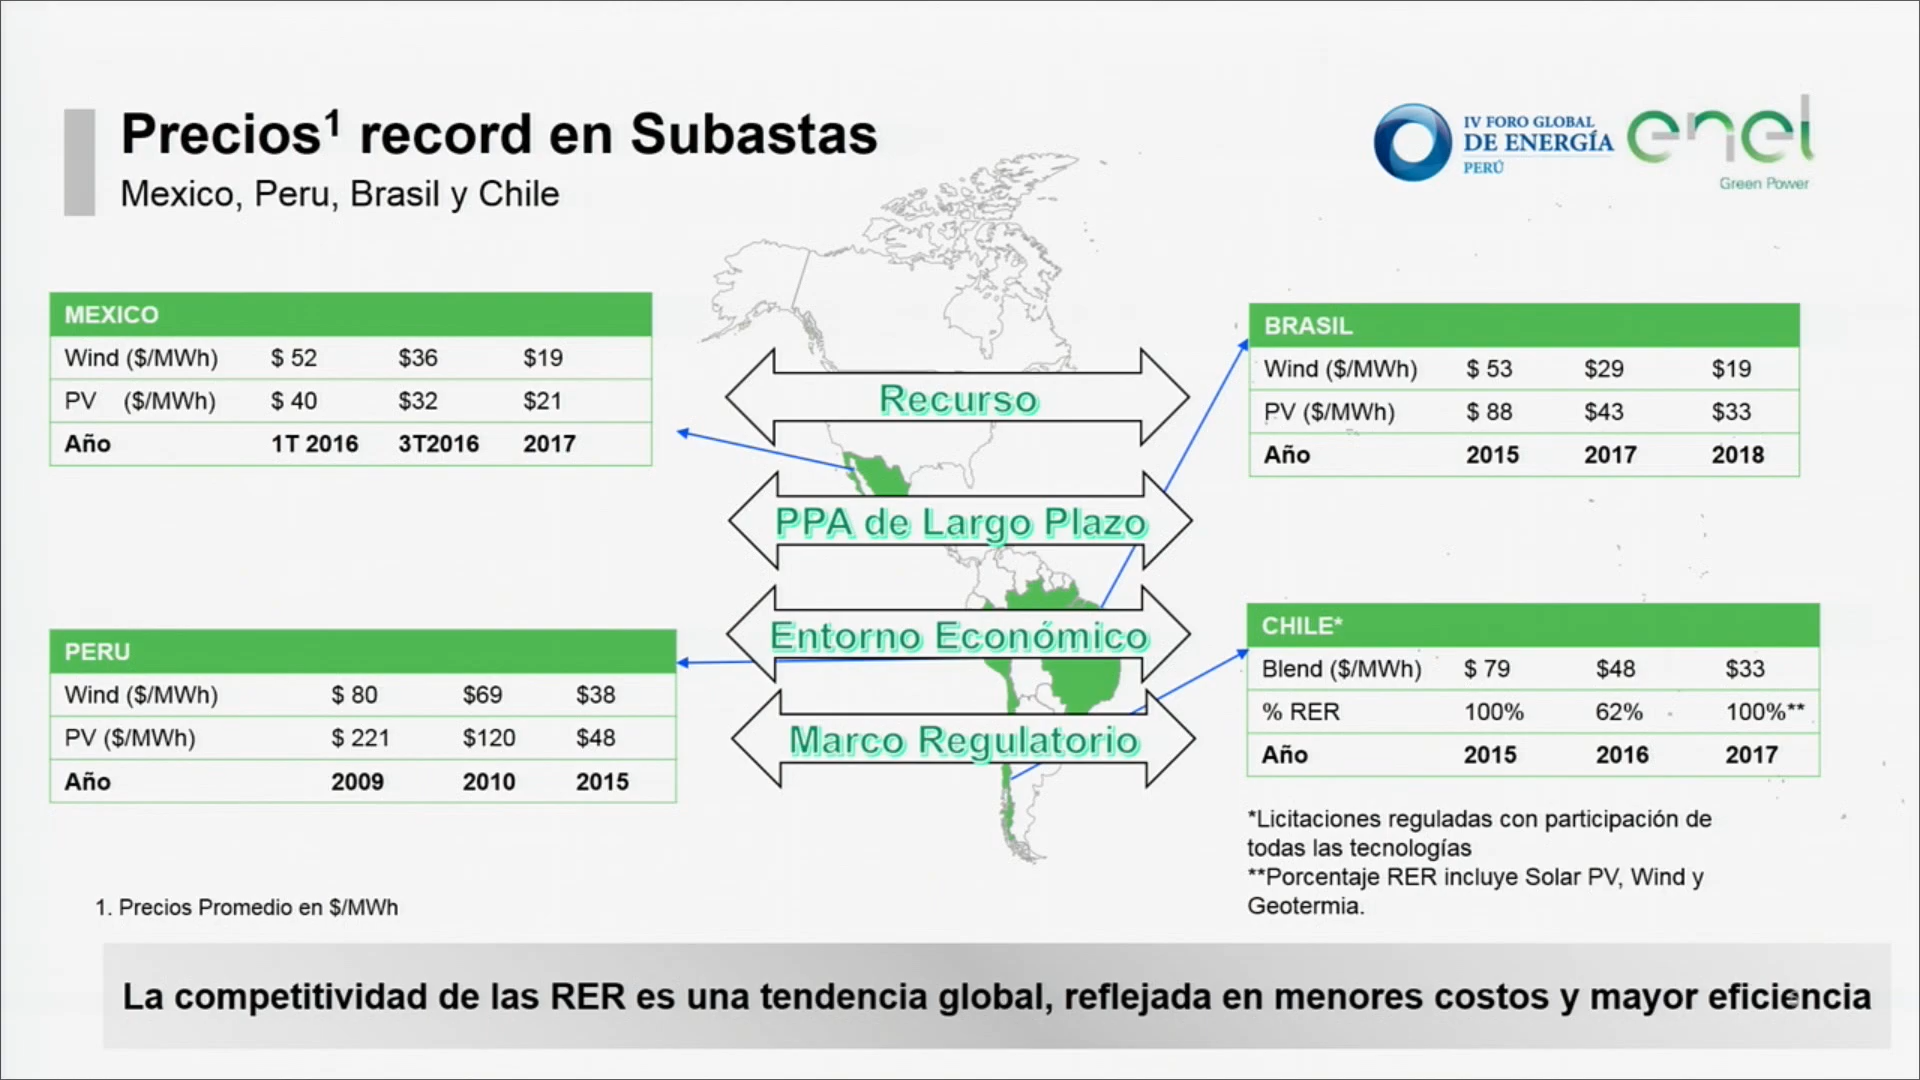 Precios¹ record en Subastas
Mexico, Peru, Brasil y Chile
IV FORO GLOBAL
DE ENERGÍA
PERÚ
enel
Green Power
MEXICO
Wind ($/MWh) $ 52 $36 $19
PV ($/MWh) $ 40 $32 $21
Año 1T 2016 3T2016 2017
BRASIL
Wind ($/MWh) $ 53 $29 $19
PV ($/MWh) $ 88 $43 $33
Año 2015 2017 2018
Recurso
PPA de Largo Plazo
Entorno Económico
Marco Regulatorio
PERU
Wind ($/MWh) $ 80 $69 $38
PV ($/MWh) $ 221 $120 $48
Año 2009 2010 2015
CHILE*
Blend ($/MWh) $ 79 $48 $33
% RER 100% 62% 100%**
Año 2015 2016 2017
*Licitaciones reguladas con participación de
todas las tecnologías
**Porcentaje RER incluye Solar PV, Wind y
Geotermia.
1. Precios Promedio en $/MWh
La competitividad de las RER es una tendencia global, reflejada en menores costos y mayor eficiencia